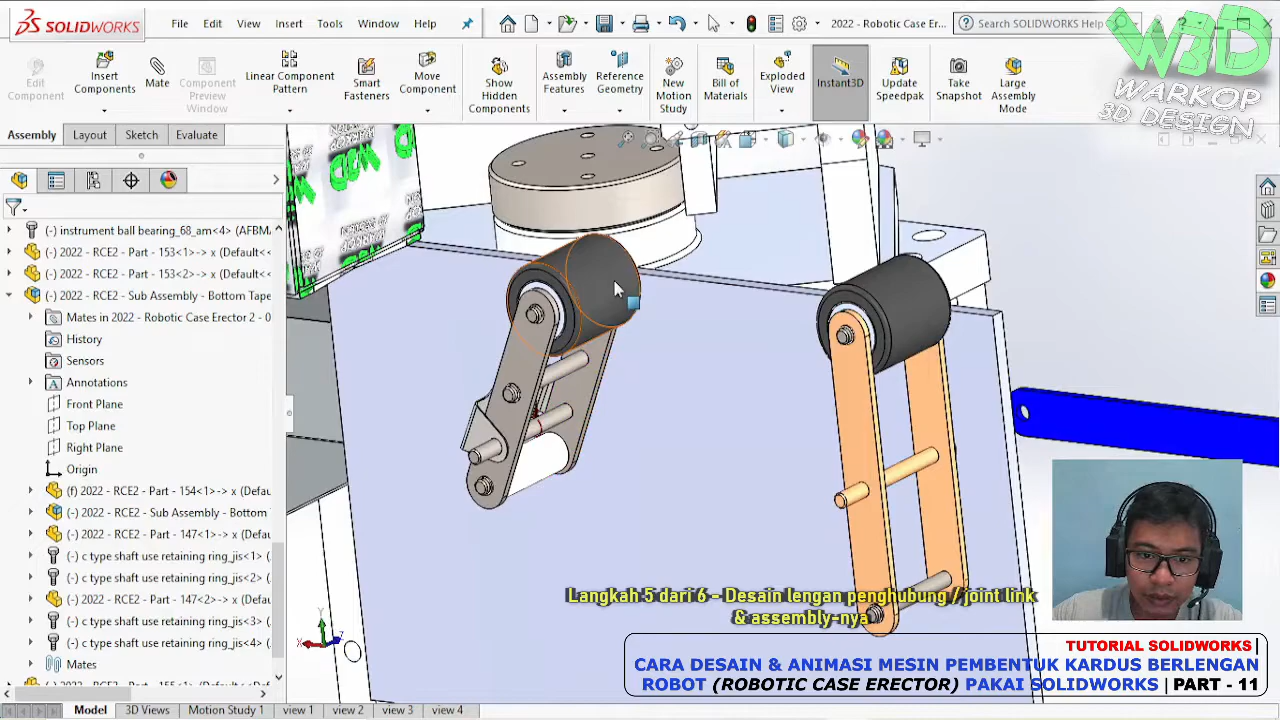 SOLIDWORKS
File Edit View Insert Tools Window Help
2022 - Robotic Case Er...
Search SOLIDWORKS Help
W3D
WARKOP
3D DESIGN
Edit Component
Insert Components
Mate
Component Preview Window
Linear Component Pattern
Smart Fasteners
Move Component
Show Hidden Components
Assembly Features
Reference Geometry
New Motion Study
Bill of Materials
Exploded View
Instant3D
Update Speedpak
Take Snapshot
Large Assembly Mode
Assembly Layout Sketch Evaluate
(-) instrument ball bearing_68_am<4> (AFBM
(-) 2022 - RCE2 - Part - 153<1>-> x (Default<<
(-) 2022 - RCE2 - Part - 153<2>-> x (Default<<
(-) 2022 - RCE2 - Sub Assembly - Bottom Tape
Mates in 2022 - Robotic Case Erector 2 - 0
History
Sensors
Annotations
Front Plane
Top Plane
Right Plane
Origin
(f) 2022 - RCE2 - Part - 154<1>-> x (Defau
(-) 2022 - RCE2 - Sub Assembly - Bottom
(-) 2022 - RCE2 - Part - 147<1>-> x (Defau
(-) c type shaft use retaining ring_jis<1> (
(-) c type shaft use retaining ring_jis<2> (
(-) 2022 - RCE2 - Part - 147<2>-> x (Defau
(-) c type shaft use retaining ring_jis<3> (
(-) c type shaft use retaining ring_jis<4> (
Mates
Y
X
Z
Langkah 5 dari 6 - Desain lengan penghubung / joint link
& assembly-nya
TUTORIAL SOLIDWORKS |
CARA DESAIN & ANIMASI MESIN PEMBENTUK KARDUS BERLENGAN
ROBOT (ROBOTIC CASE ERECTOR) PAKAI SOLIDWORKS | PART - 11
Model 3D Views Motion Study 1 view 1 view 2 view 3 view 4